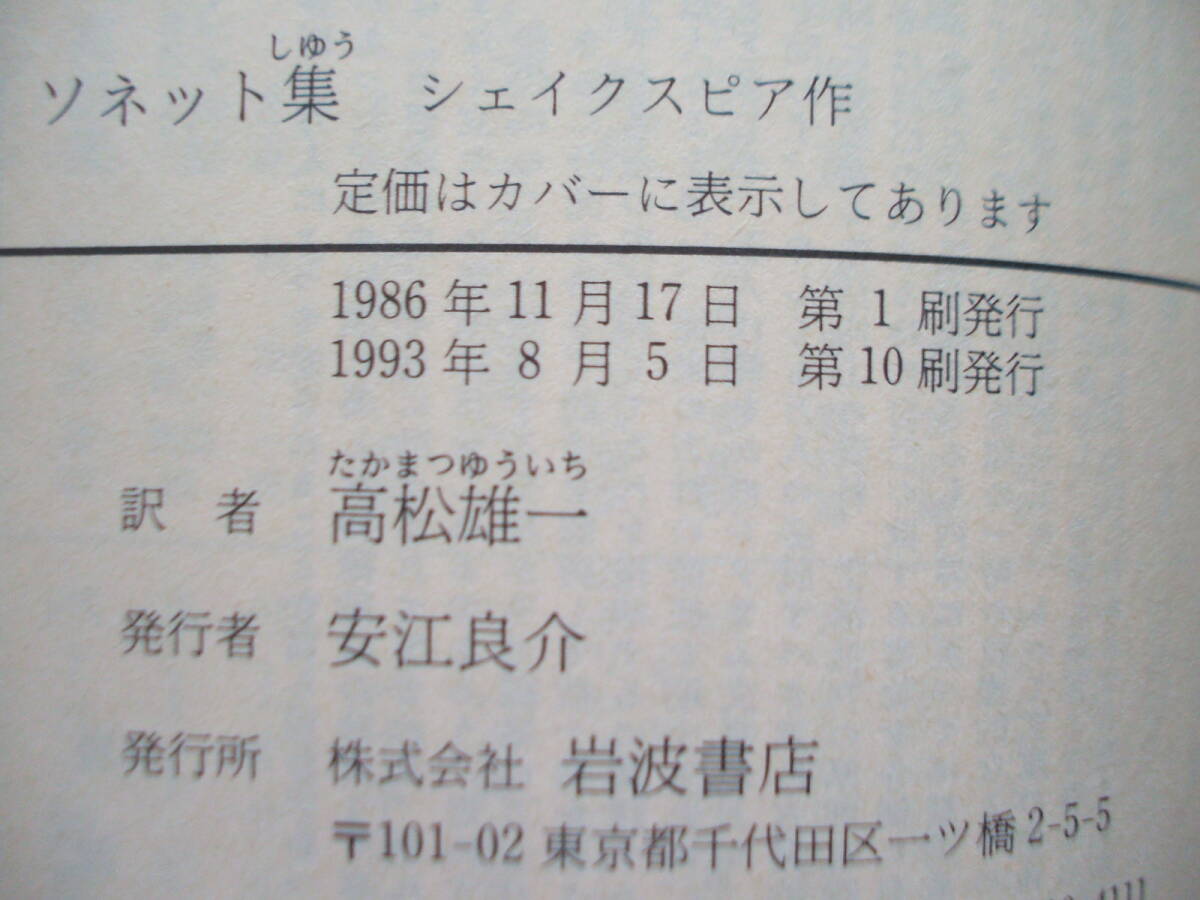 しゆう
ソネット集 シェイクスピア作
定価はカバーに表示してあります
1986年11月17日 第1刷発行
1993年8月5日 第10刷発行
たかまつゆういち
訳者 高松雄一
発行者 安江良介
発行所 株式会社 岩波書店
〒101-02 東京都千代田区一ツ橋2-5-5
4111